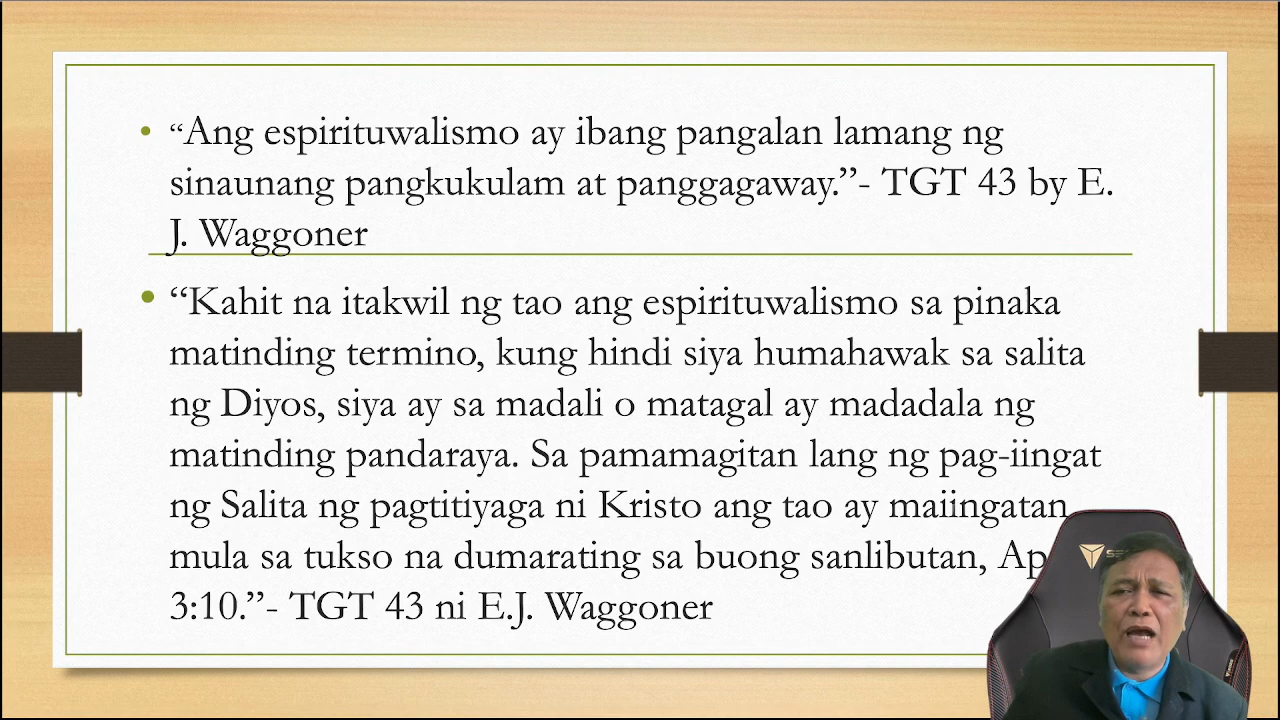 “Ang espirituwalismo ay ibang pangalan lamang ng
sinaunang pangkukulam at panggagaway.”- TGT 43 by E.
J. Waggoner
“Kahit na itakwil ng tao ang espirituwalismo sa pinaka
matinding termino, kung hindi siya humahawak sa salita
ng Diyos, siya ay sa madali o matagal ay madadala ng
matinding pandaraya. Sa pamamagitan lang ng pag-iingat
ng Salita ng pagtitiyaga ni Kristo ang tao ay maiingatan
mula sa tukso na dumarating sa buong sanlibutan,
3:10.”- TGT 43 ni E.J. Waggoner